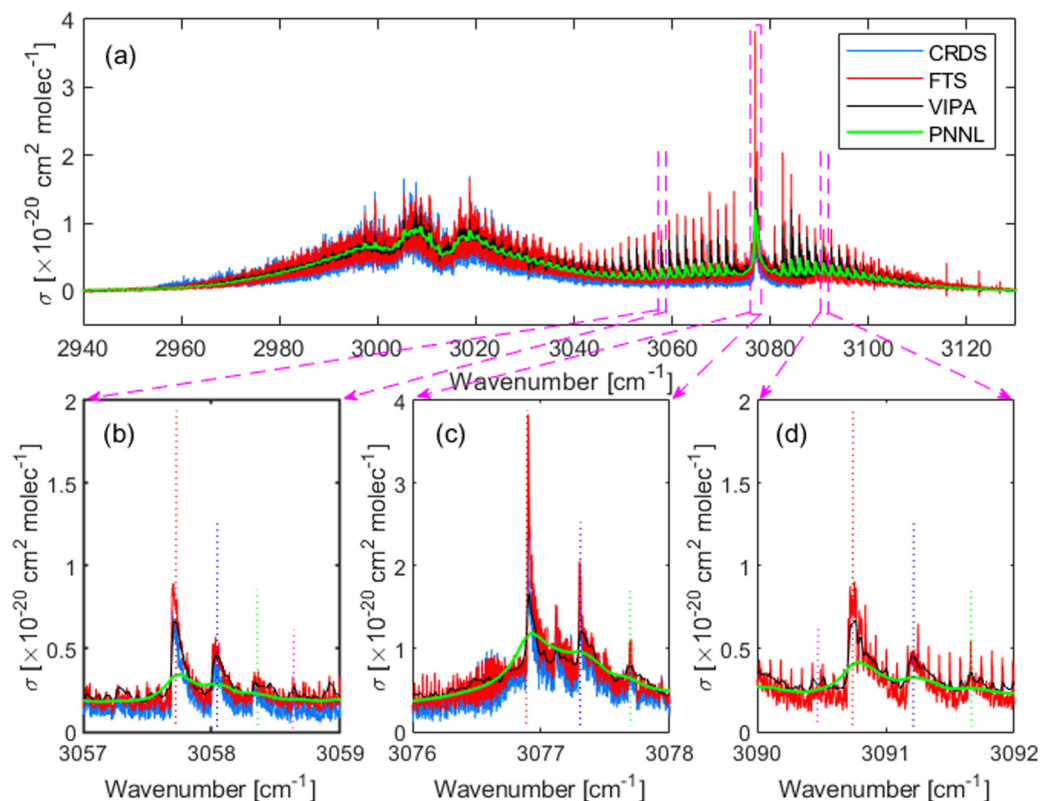 (a)
CRDS
FTS
VIPA
PNNL
σ [×10⁻²⁰ cm² molec⁻¹]
4
3
2
1
0
2940 2960 2980 3000 3020 3040 3060 3080 3100 3120
Wavenumber [cm⁻¹]
(b)
σ [×10⁻²⁰ cm² molec⁻¹]
2
1.5
1
0.5
0
3057 3058 3059
Wavenumber [cm⁻¹]
(c)
σ [×10⁻²⁰ cm² molec⁻¹]
4
3
2
1
0
3076 3077 3078
Wavenumber [cm⁻¹]
(d)
σ [×10⁻²⁰ cm² molec⁻¹]
2
1.5
1
0.5
0
3090 3091 3092
Wavenumber [cm⁻¹]